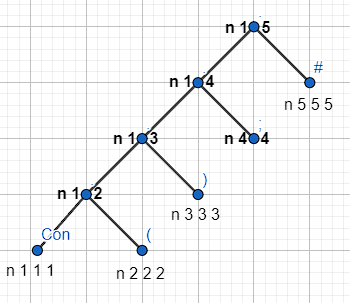 n 1 5
#
n 1 4
n 5 5 5
;
n 1 3
n 4 4
)
n 1 2
n 3 3 3
Con
(
n 1 1 1
n 2 2 2